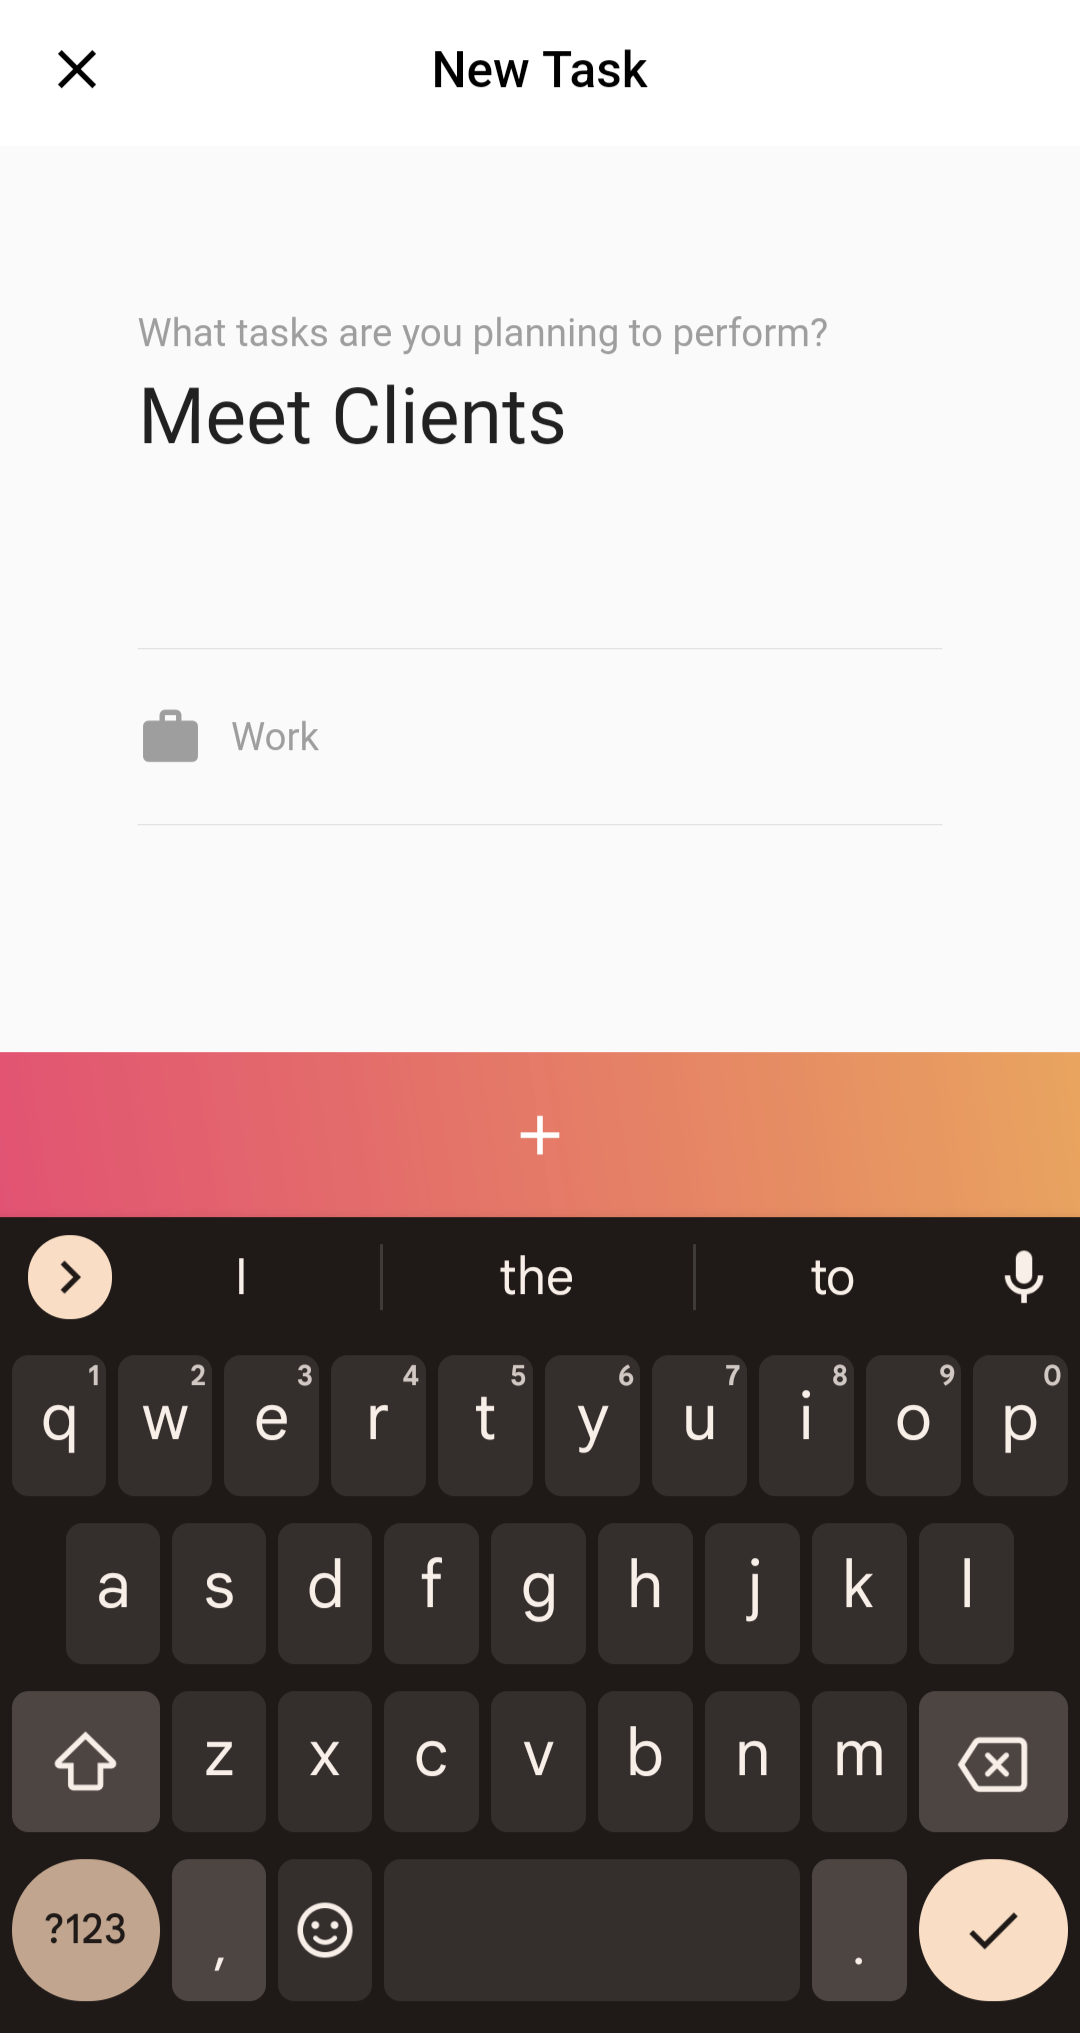 New Task
What tasks are you planning to perform?
Meet Clients
Work
I the to
1 2 3 4 5 6 7 8 9 0
q w e r t y u i o p
a s d f g h j k l
z x c v b n m
?123 , .